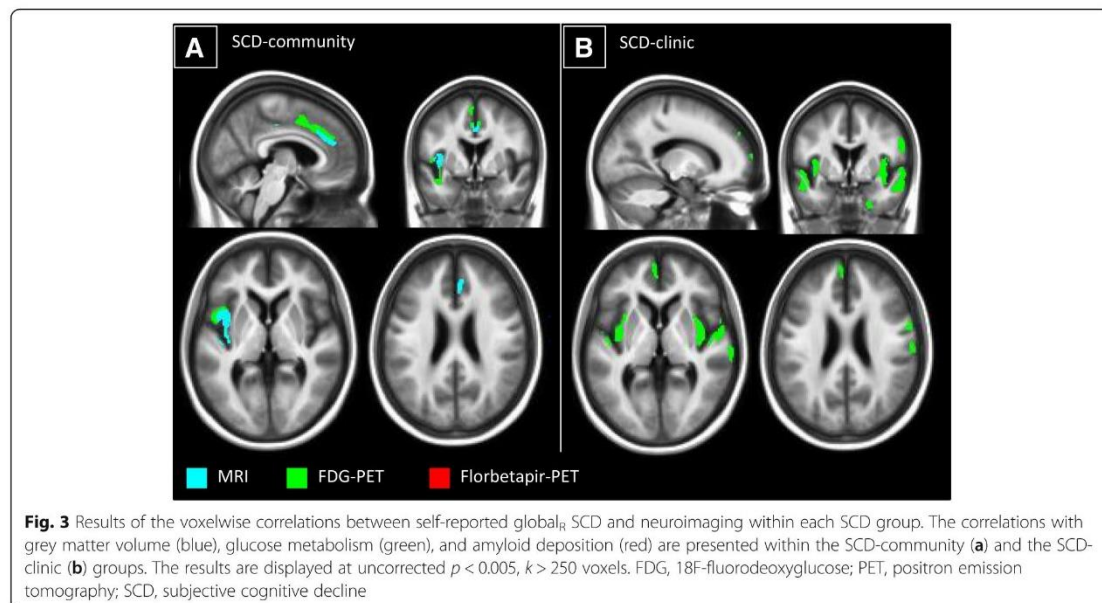 A SCD-community
B SCD-clinic
MRI FDG-PET Florbetapir-PET
Fig. 3 Results of the voxelwise correlations between self-reported global_R SCD and neuroimaging within each SCD group. The correlations with
grey matter volume (blue), glucose metabolism (green), and amyloid deposition (red) are presented within the SCD-community (a) and the SCD-
clinic (b) groups. The results are displayed at uncorrected p < 0.005, k > 250 voxels. FDG, 18F-fluorodeoxyglucose; PET, positron emission
tomography; SCD, subjective cognitive decline